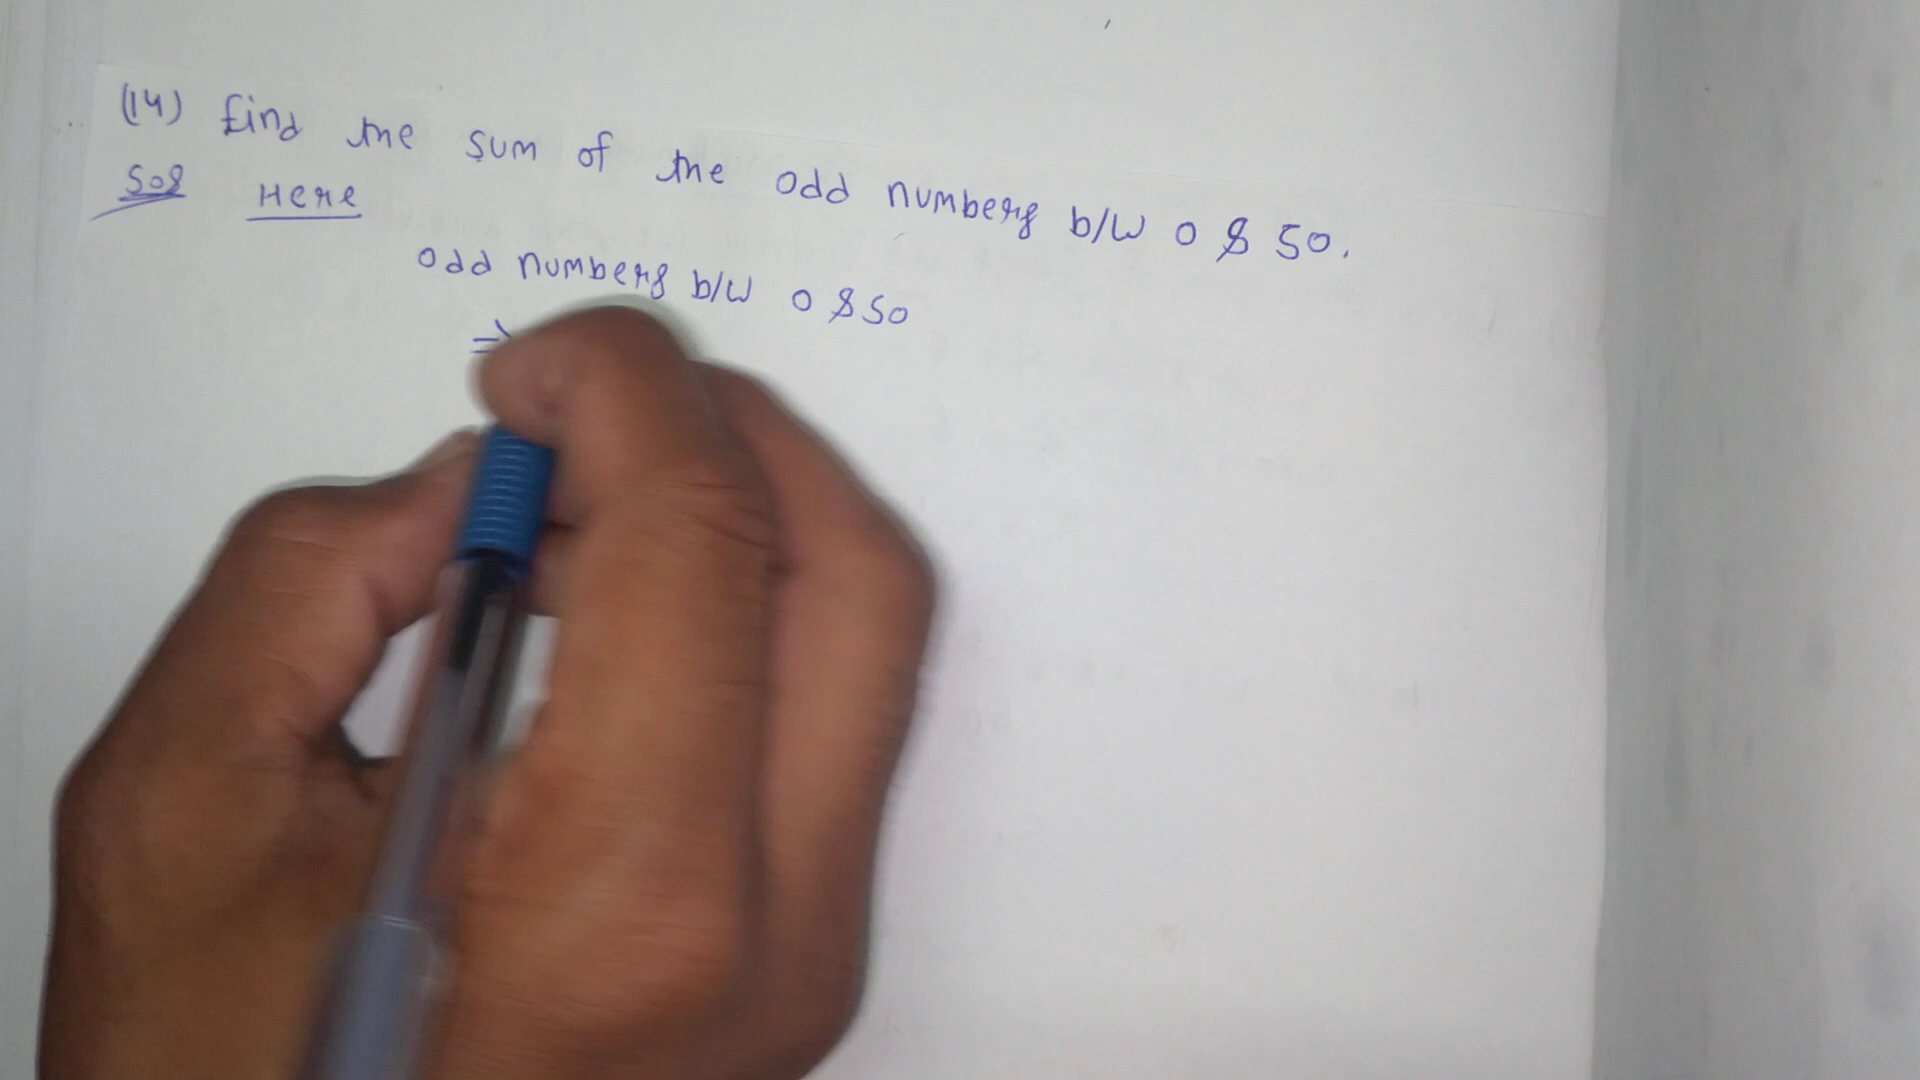 (14) find the sum of the odd numbers b/w 0 & 50.
Sol Here
odd numbers b/w 0 & 50
⇒